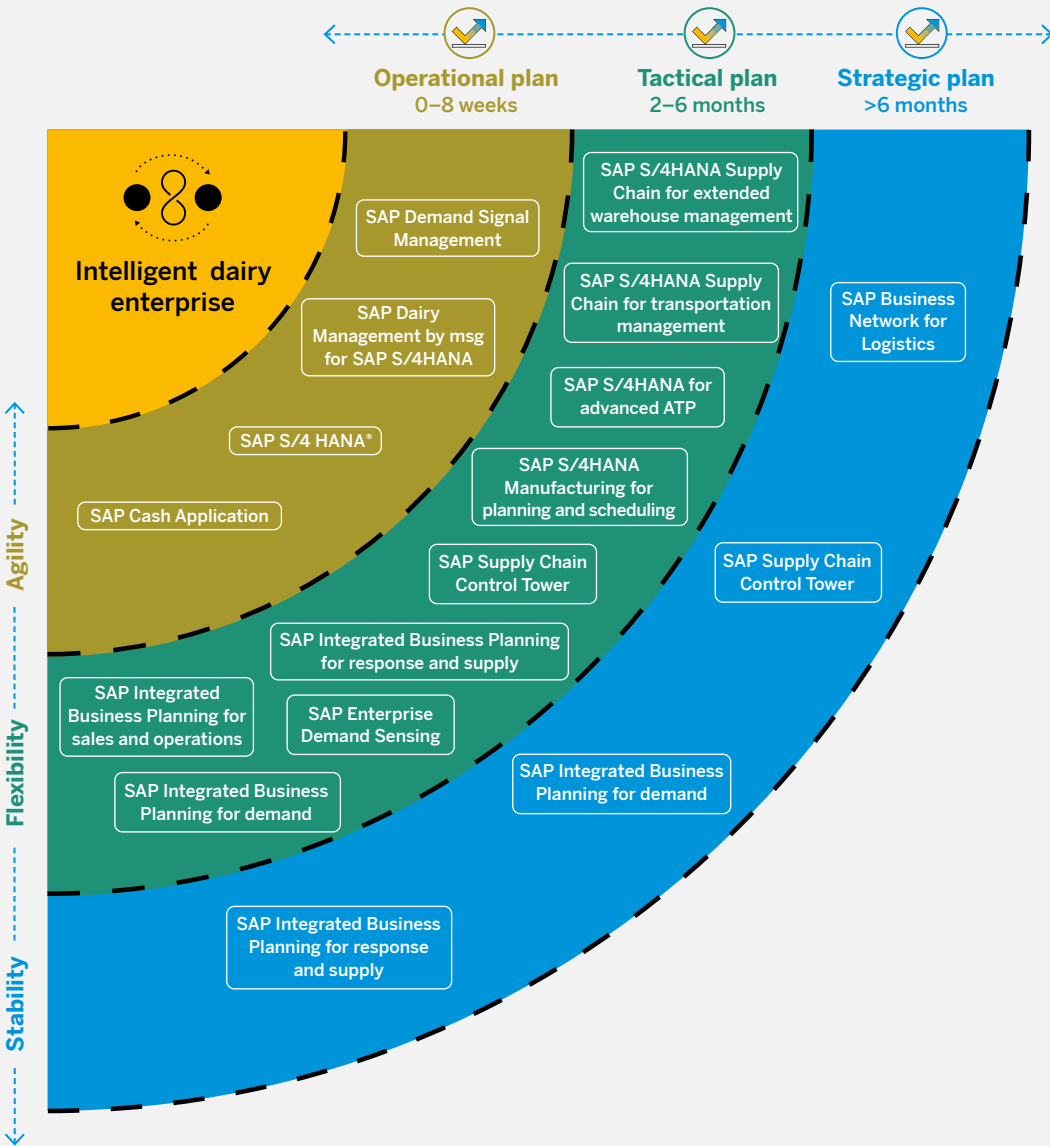 Operational plan
0–8 weeks
Tactical plan
2–6 months
Strategic plan
>6 months
Intelligent dairy
enterprise
SAP Demand Signal
Management
SAP Dairy
Management by msg
for SAP S/4HANA
SAP S/4 HANA®
SAP Cash Application
SAP S/4HANA Supply
Chain for extended
warehouse management
SAP S/4HANA Supply
Chain for transportation
management
SAP S/4HANA for
advanced ATP
SAP S/4HANA
Manufacturing for
planning and scheduling
SAP Supply Chain
Control Tower
SAP Integrated Business Planning
for response and supply
SAP Integrated
Business Planning for
sales and operations
SAP Enterprise
Demand Sensing
SAP Integrated Business
Planning for demand
SAP Business
Network for
Logistics
SAP Supply Chain
Control Tower
SAP Integrated Business
Planning for demand
SAP Integrated Business
Planning for response
and supply
Agility
Flexibility
Stability